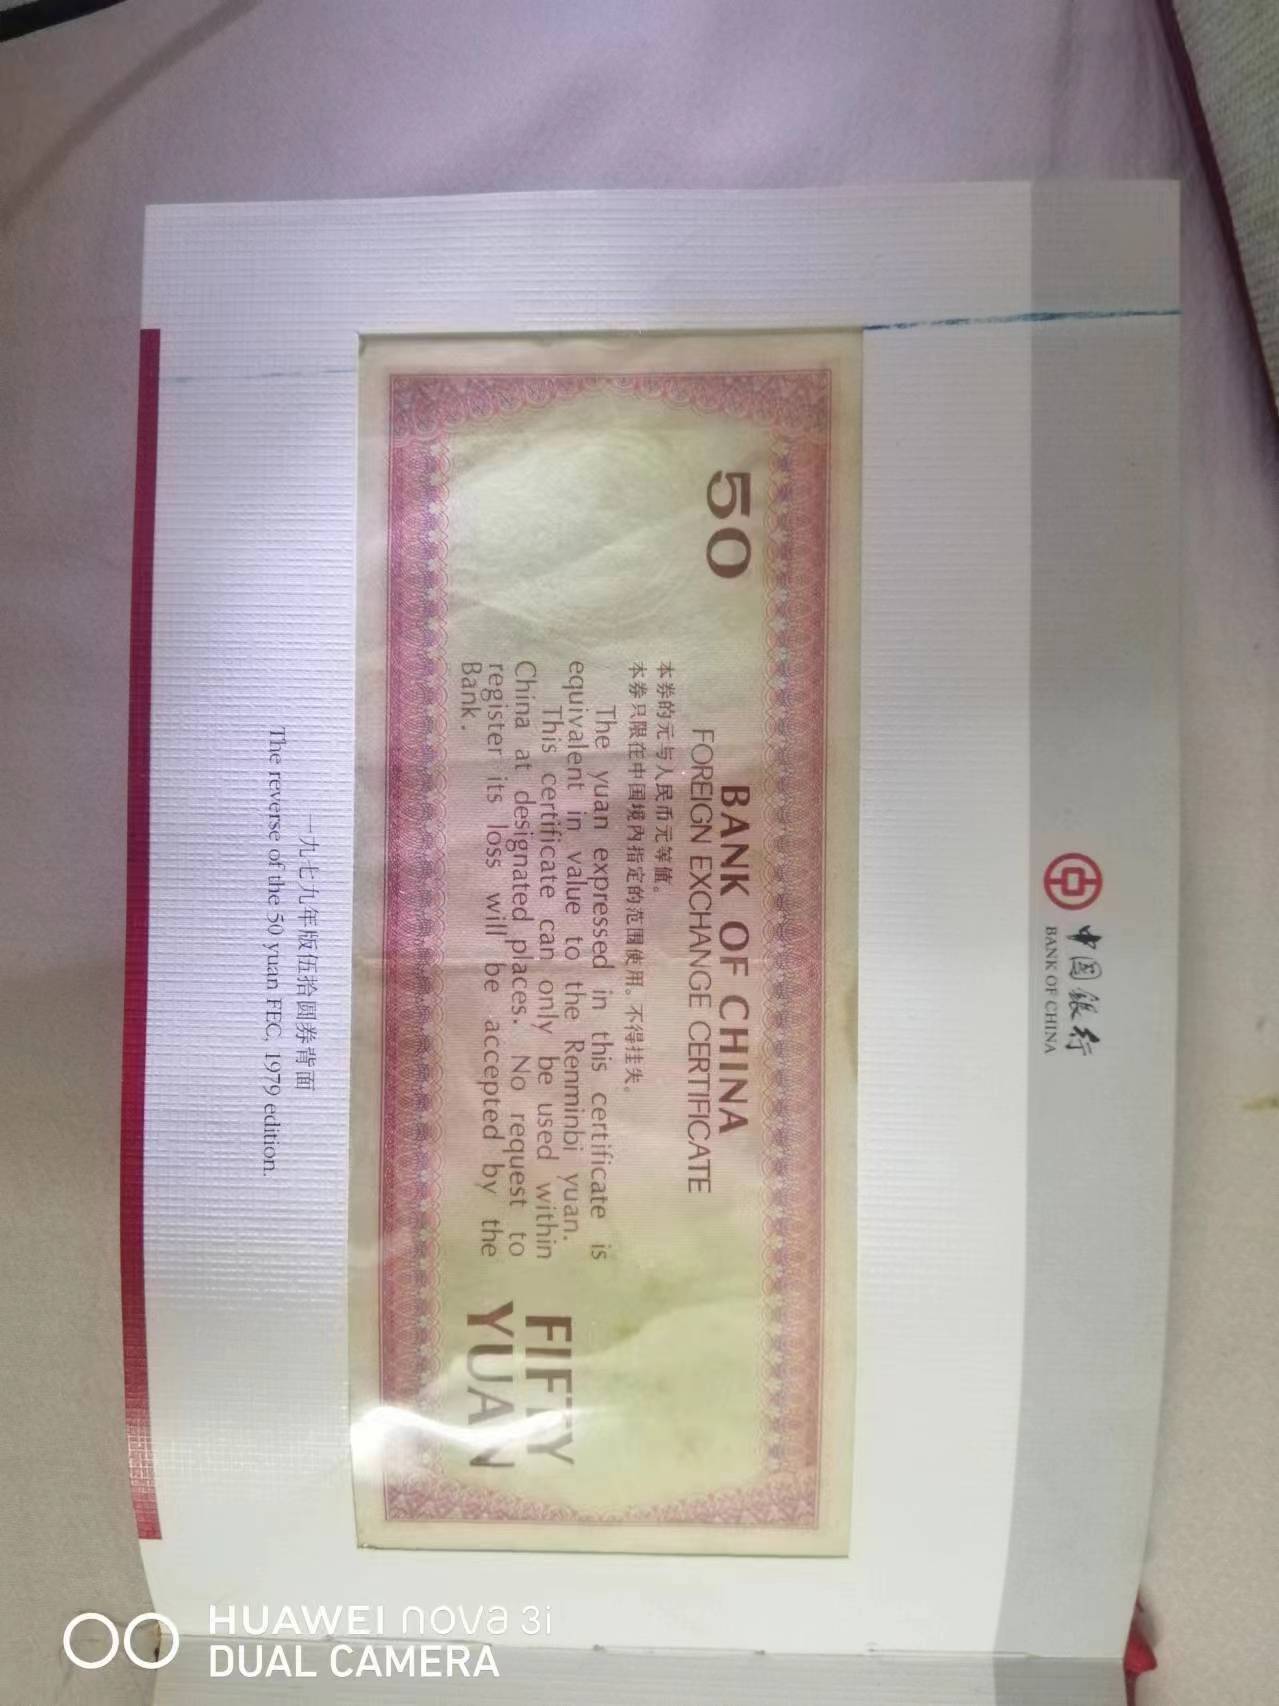 中国银行
BANK OF CHINA
50
BANK OF CHINA
FOREIGN EXCHANGE CERTIFICATE
本券的元与人民币元等值。
本券只限在中国境内指定的范围使用。不得挂失。
The yuan expressed in this certificate is
equivalent in value to the Renminbi yuan.
This certificate can only be used within
China at designated places. No request to
register its loss will be accepted by the
Bank.
FIFTY
YUAN
一九七九年版伍拾圆券背面
The reverse of the 50 yuan FEC, 1979 edition.
HUAWEI nova 3i
DUAL CAMERA